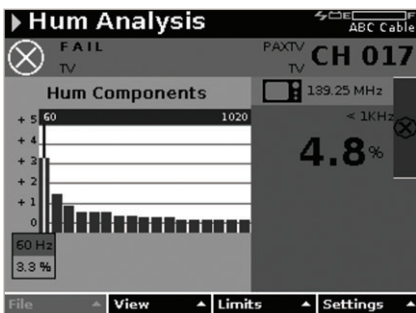 Hum Analysis
E F
ABC Cable
FAIL
TV
PAXTV
TV
CH 017
Hum Components
139.25 MHz
+ 5
60
1020
+ 4
+ 3
+ 2
+ 1
0
< 1KHz
4.8%
60 Hz
3.3 %
File
View
Limits
Settings